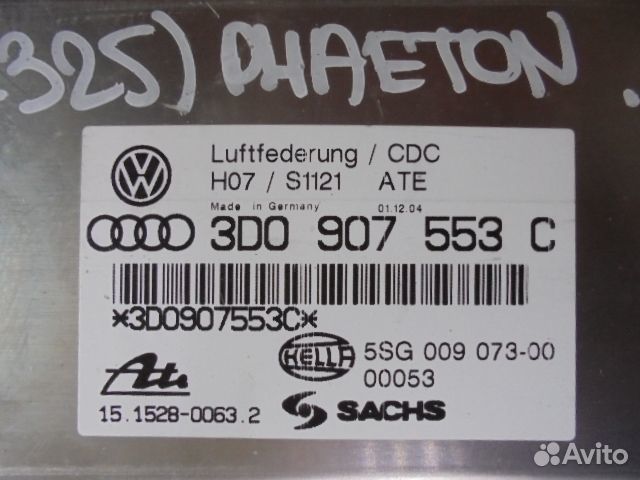 325) PHAETON
Luftfederung / CDC
H07 / S1121 ATE
Made in Germany 01.12.04
3D0 907 553 C
*3D0907553C*
HELLA 5SG 009 073-00
00053
Ate
15.1528-0063.2 SACHS
Avito